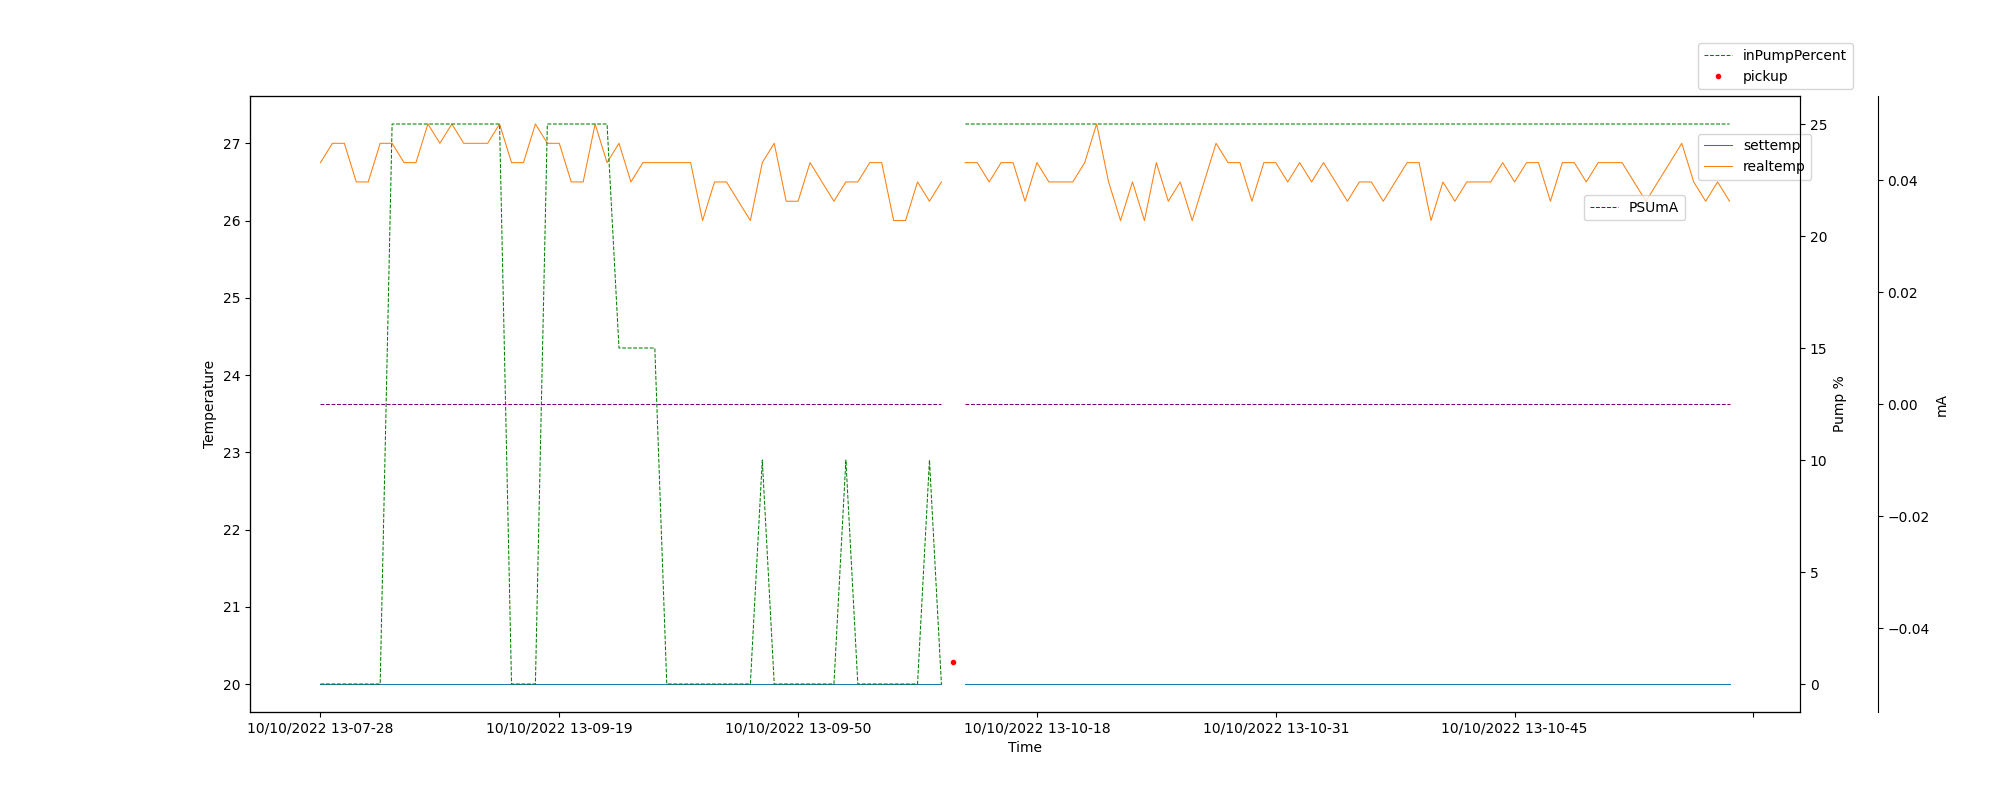 inPumpPercent
pickup
settemp
realtemp
PSUmA
27
26
25
24
23
22
21
20
Temperature
25
20
15
10
5
0
Pump %
0.04
0.02
0.00
−0.02
−0.04
mA
10/10/2022 13-07-28
10/10/2022 13-09-19
10/10/2022 13-09-50
10/10/2022 13-10-18
10/10/2022 13-10-31
10/10/2022 13-10-45
Time